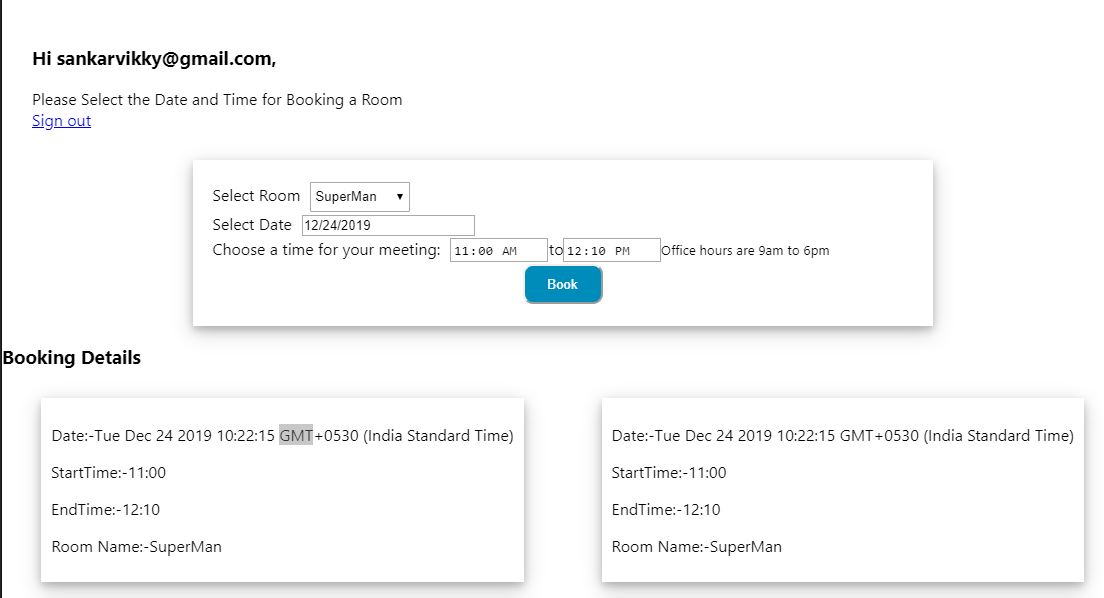 Hi sankarvikky@gmail.com,
Please Select the Date and Time for Booking a Room
Sign out
Select Room SuperMan
Select Date 12/24/2019
Choose a time for your meeting: 11:00 AM to 12:10 PM Office hours are 9am to 6pm
Book
Booking Details
Date:-Tue Dec 24 2019 10:22:15 GMT+0530 (India Standard Time)
StartTime:-11:00
EndTime:-12:10
Room Name:-SuperMan
Date:-Tue Dec 24 2019 10:22:15 GMT+0530 (India Standard Time)
StartTime:-11:00
EndTime:-12:10
Room Name:-SuperMan